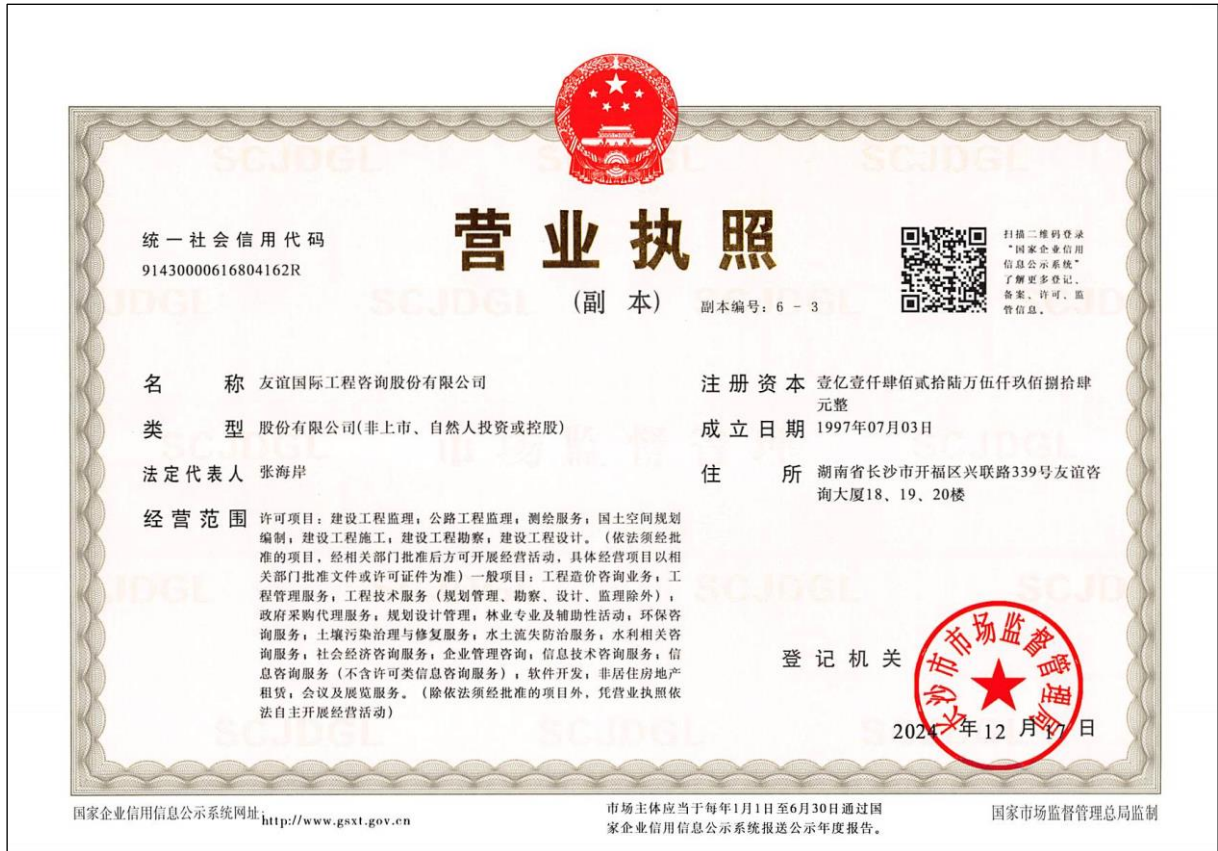 统一社会信用代码
91430000616804162R
营业执照
(副 本)
副本编号：6 - 3
扫描二维码登录
“国家企业信用
信息公示系统”
了解更多登记、
备案、许可、监
管信息。
名 称 友谊国际工程咨询股份有限公司
类 型 股份有限公司(非上市、自然人投资或控股)
法定代表人 张海岸
经营范围 许可项目：建设工程监理；公路工程监理；测绘服务；国土空间规划
编制；建设工程施工；建设工程勘察；建设工程设计。（依法须经批
准的项目，经相关部门批准后方可开展经营活动，具体经营项目以相
关部门批准文件或许可证件为准）一般项目：工程造价咨询业务；工
程管理服务；工程技术服务（规划管理、勘察、设计、监理除外）；
政府采购代理服务；规划设计管理；林业专业及辅助性活动；环保咨
询服务；土壤污染治理与修复服务；水土流失防治服务；水利相关咨
询服务；社会经济咨询服务；企业管理咨询；信息技术咨询服务；信
息咨询服务（不含许可类信息咨询服务）；软件开发；非居住房地产
租赁；会议及展览服务。（除依法须经批准的项目外，凭营业执照依
法自主开展经营活动）
注册资本 壹亿壹仟肆佰贰拾陆万伍仟玖佰捌拾肆
元整
成立日期 1997年07月03日
住 所 湖南省长沙市开福区兴联路339号友谊咨
询大厦18、19、20楼
登记机关
长沙市市场监督管理局
2024 年 12 月 17 日
国家企业信用信息公示系统网址：http://www.gsxt.gov.cn
市场主体应当于每年1月1日至6月30日通过国
家企业信用信息公示系统报送公示年度报告。
国家市场监督管理总局监制
SCJDGL
市场监督管理